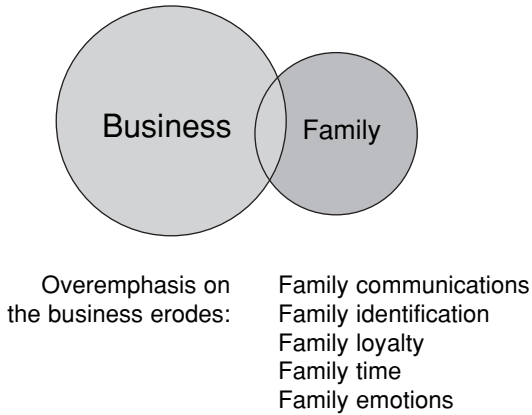 Business
Family
Overemphasis on
the business erodes:
Family communications
Family identification
Family loyalty
Family time
Family emotions